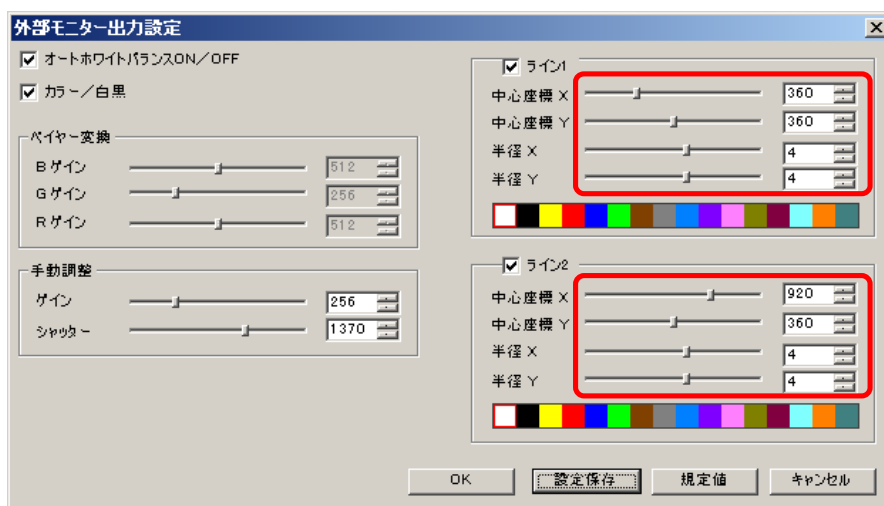 外部モニター出力設定
オートホワイトバランスON/OFF
カラー/白黒
ベイヤー変換
Bゲイン 512
Gゲイン 256
Rゲイン 512
手動調整
ゲイン 256
シャッター 1370
ライン1
中心座標 X 360
中心座標 Y 360
半径 X 4
半径 Y 4
ライン2
中心座標 X 920
中心座標 Y 360
半径 X 4
半径 Y 4
OK 設定保存 規定値 キャンセル